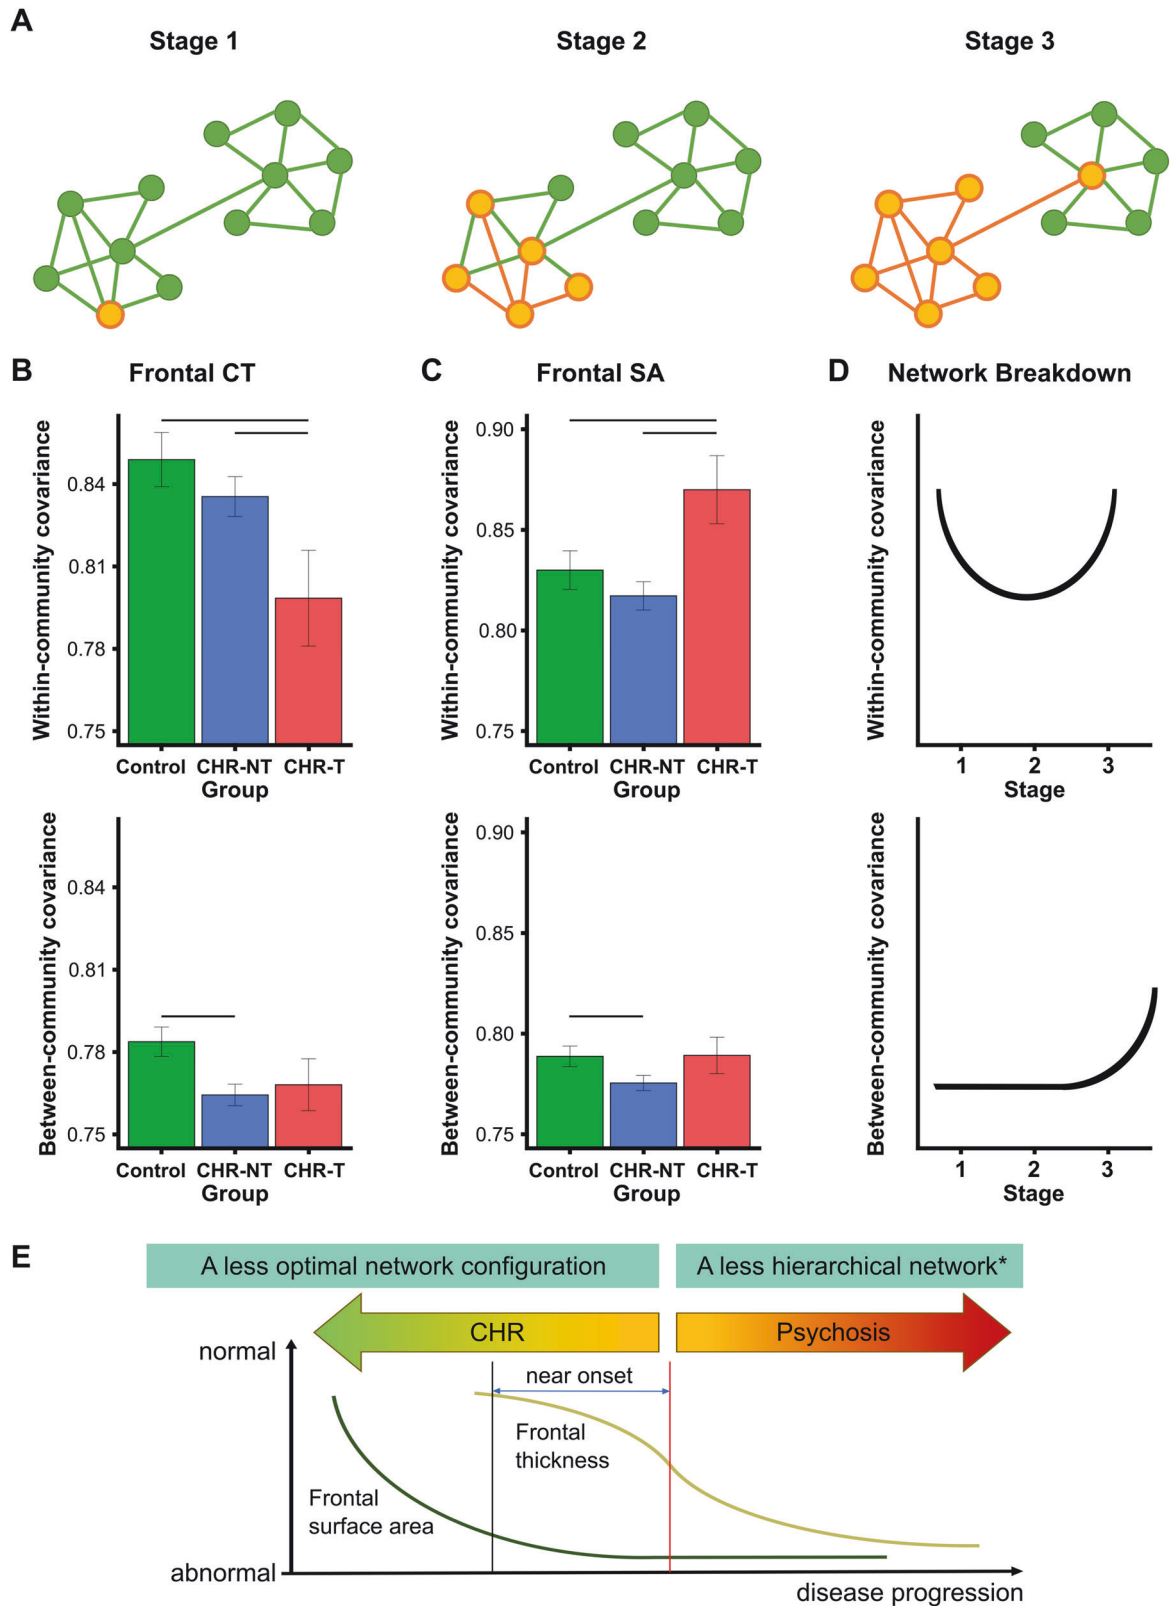 A
Stage 1
Stage 2
Stage 3
B
Frontal CT
Within-community covariance
0.84
0.81
0.78
0.75
Control
CHR-NT
CHR-T
Group
C
Frontal SA
Within-community covariance
0.90
0.85
0.80
0.75
Control
CHR-NT
CHR-T
Group
D
Network Breakdown
Within-community covariance
1
2
3
Stage
Between-community covariance
0.84
0.81
0.78
0.75
Control
CHR-NT
CHR-T
Group
Between-community covariance
0.90
0.85
0.80
0.75
Control
CHR-NT
CHR-T
Group
Between-community covariance
1
2
3
Stage
E
A less optimal network configuration
A less hierarchical network*
CHR
Psychosis
normal
near onset
Frontal
thickness
Frontal
surface area
abnormal
disease progression